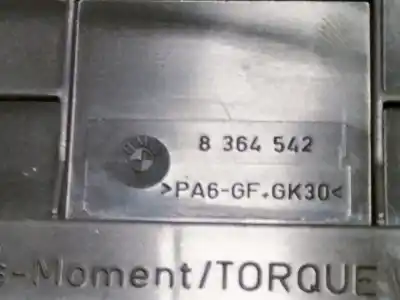 8 364 542
>PA6-GF+GK30<
s-Moment/TORQUE